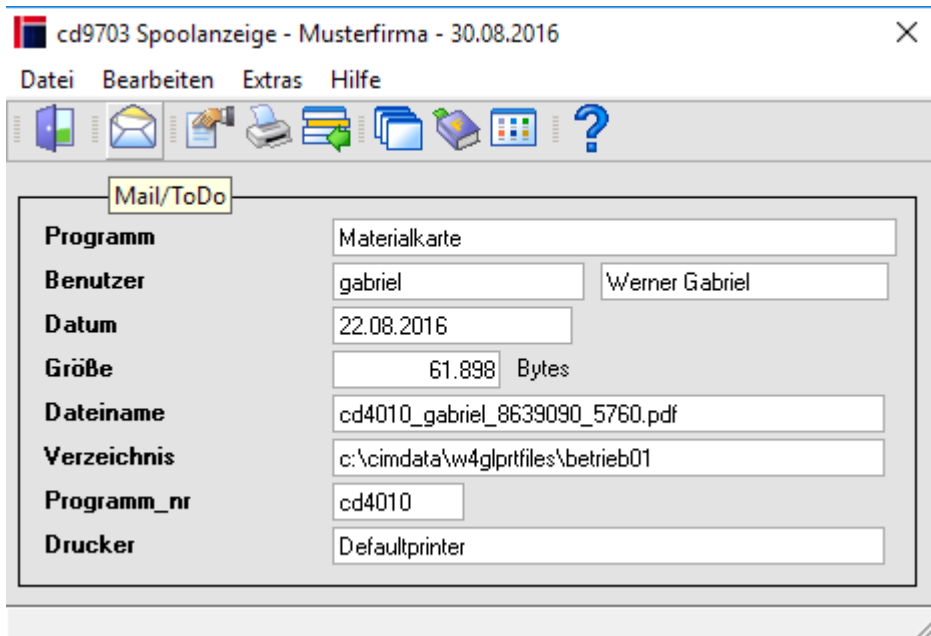 cd9703 Spoolanzeige - Musterfirma - 30.08.2016
Datei Bearbeiten Extras Hilfe
Mail/ToDo
Programm Materialkarte
Benutzer gabriel Werner Gabriel
Datum 22.08.2016
Größe 61.898 Bytes
Dateiname cd4010_gabriel_8639090_5760.pdf
Verzeichnis c:\cimdata\w4glprtfiles\betrieb01
Programm_nr cd4010
Drucker Defaultprinter